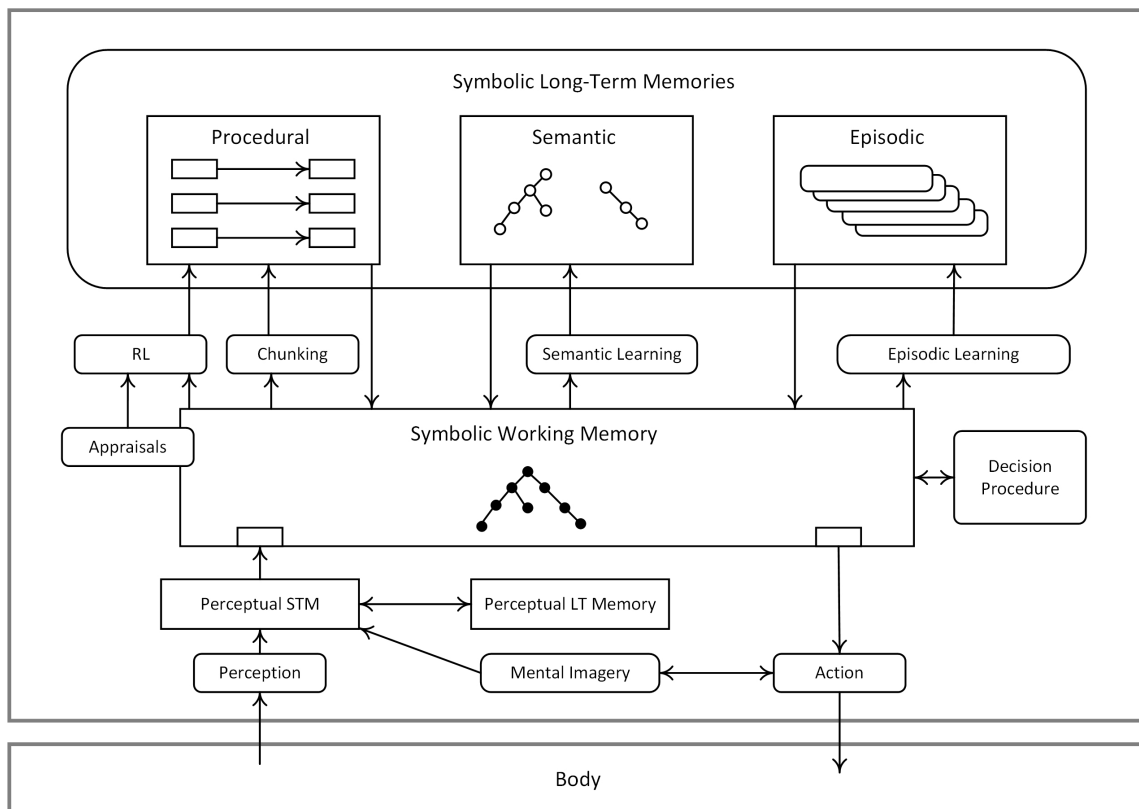 Symbolic Long-Term Memories
Procedural
Semantic
Episodic
RL
Chunking
Semantic Learning
Episodic Learning
Appraisals
Symbolic Working Memory
Decision
Procedure
Perceptual STM
Perceptual LT Memory
Perception
Mental Imagery
Action
Body